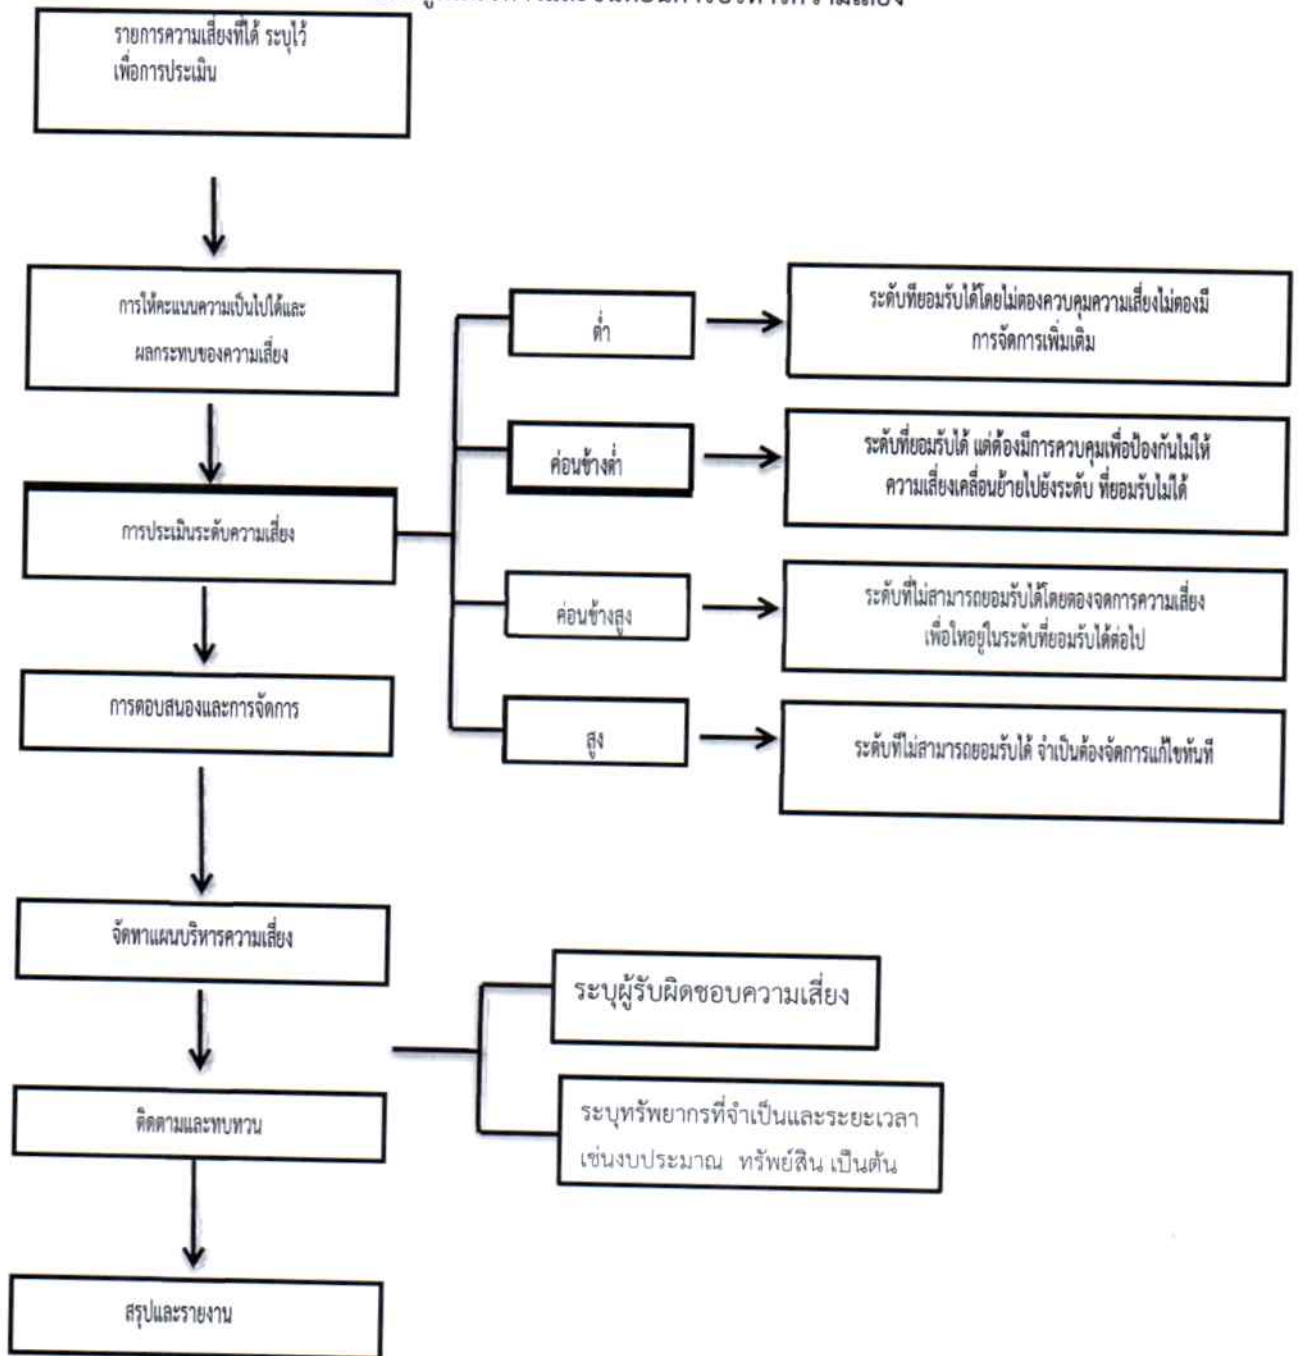 รายการความเสี่ยงที่ได้ ระบุไว้
เพื่อการประเมิน
การให้คะแนนความเป็นไปได้และ
ผลกระทบของความเสี่ยง
การประเมินระดับความเสี่ยง
การตอบสนองและการจัดการ
จัดทาแผนบริหารความเสี่ยง
ติดตามและทบทวน
สรุปและรายงาน
ต่ำ
ระดับที่ยอมรับได้โดยไม่ตองควบคุมความเสี่ยงไม่ตองมี
การจัดการเพิ่มเติม
ค่อนข้างต่ำ
ระดับที่ยอมรับได้ แต่ต้องมีการควบคุมเพื่อป้องกันไม่ให้
ความเสี่ยงเคลื่อนย้ายไปยังระดับ ที่ยอมรับไม่ได้
ค่อนข้างสูง
ระดับที่ไม่สามารถยอมรับได้โดยตองจดการความเสี่ยง
เพื่อใหอยู่ในระดับที่ยอมรับได้ต่อไป
สูง
ระดับที่ไม่สามารถยอมรับได้ จำเป็นต้องจัดการแก้ไขทันที
ระบุผู้รับผิดชอบความเสี่ยง
ระบุทรัพยากรที่จำเป็นและระยะเวลา
เช่นงบประมาณ ทรัพย์สิน เป็นต้น